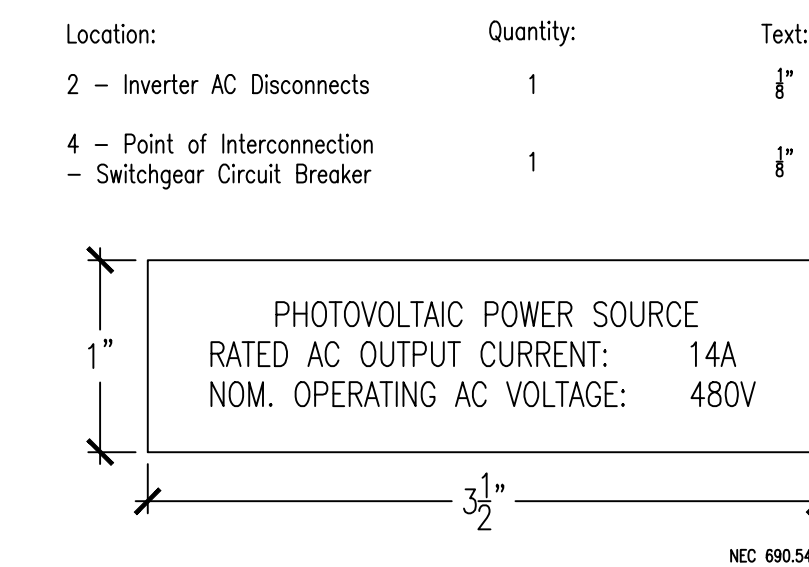 Location: Quantity: Text:
2 – Inverter AC Disconnects 1 1/8"
4 – Point of Interconnection
– Switchgear Circuit Breaker 1 1/8"
PHOTOVOLTAIC POWER SOURCE
RATED AC OUTPUT CURRENT: 14A
1"
NOM. OPERATING AC VOLTAGE: 480V
3 1/2"
NEC 690.54